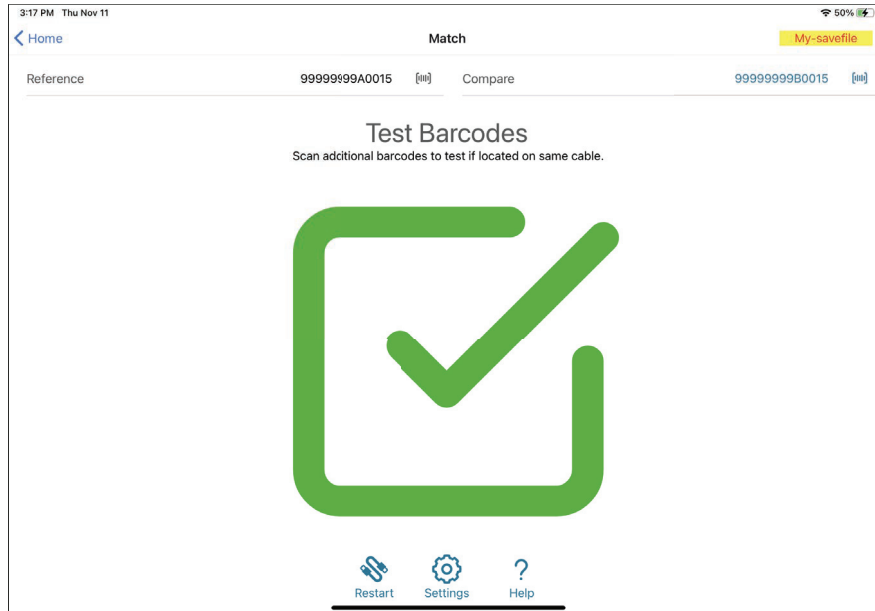 3:17 PM Thu Nov 11
50%
Home
Match
My-savefile
Reference
99999999A0015
Compare
99999999B0015
Test Barcodes
Scan additional barcodes to test if located on same cable.
Restart
Settings
Help